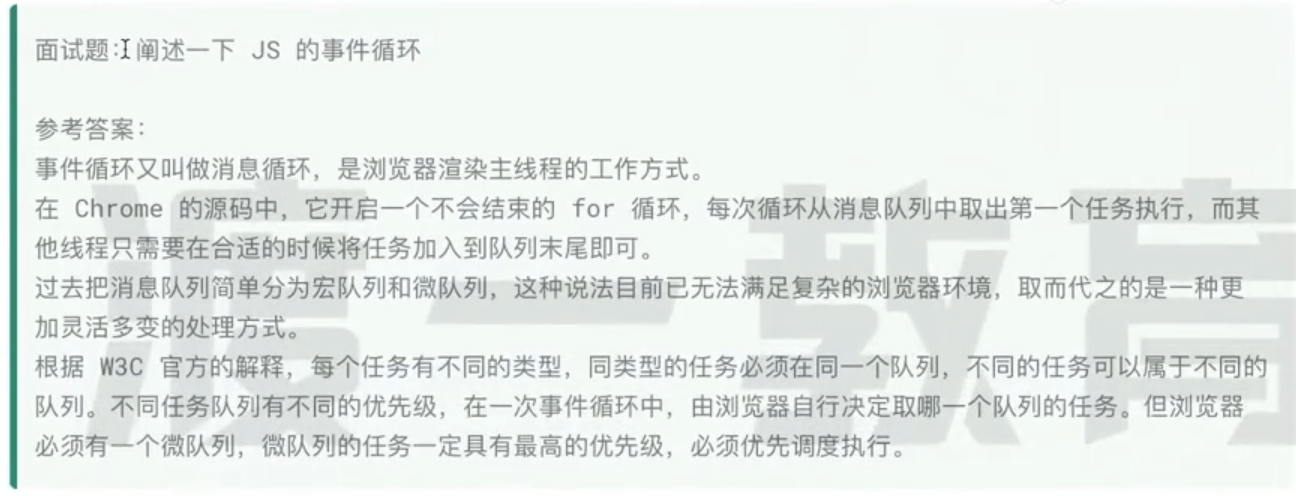 面试题：阐述一下 JS 的事件循环
参考答案：
事件循环又叫做消息循环，是浏览器渲染主线程的工作方式。
在 Chrome 的源码中，它开启一个不会结束的 for 循环，每次循环从消息队列中取出第一个任务执行，而其
他线程只需要在合适的时候将任务加入到队列末尾即可。
过去把消息队列简单分为宏队列和微队列，这种说法目前已无法满足复杂的浏览器环境，取而代之的是一种更
加灵活多变的处理方式。
根据 W3C 官方的解释，每个任务有不同的类型，同类型的任务必须在同一个队列，不同的任务可以属于不同的
队列。不同任务队列有不同的优先级，在一次事件循环中，由浏览器自行决定取哪一个队列的任务。但浏览器
必须有一个微队列，微队列的任务一定具有最高的优先级，必须优先调度执行。
渡一教育